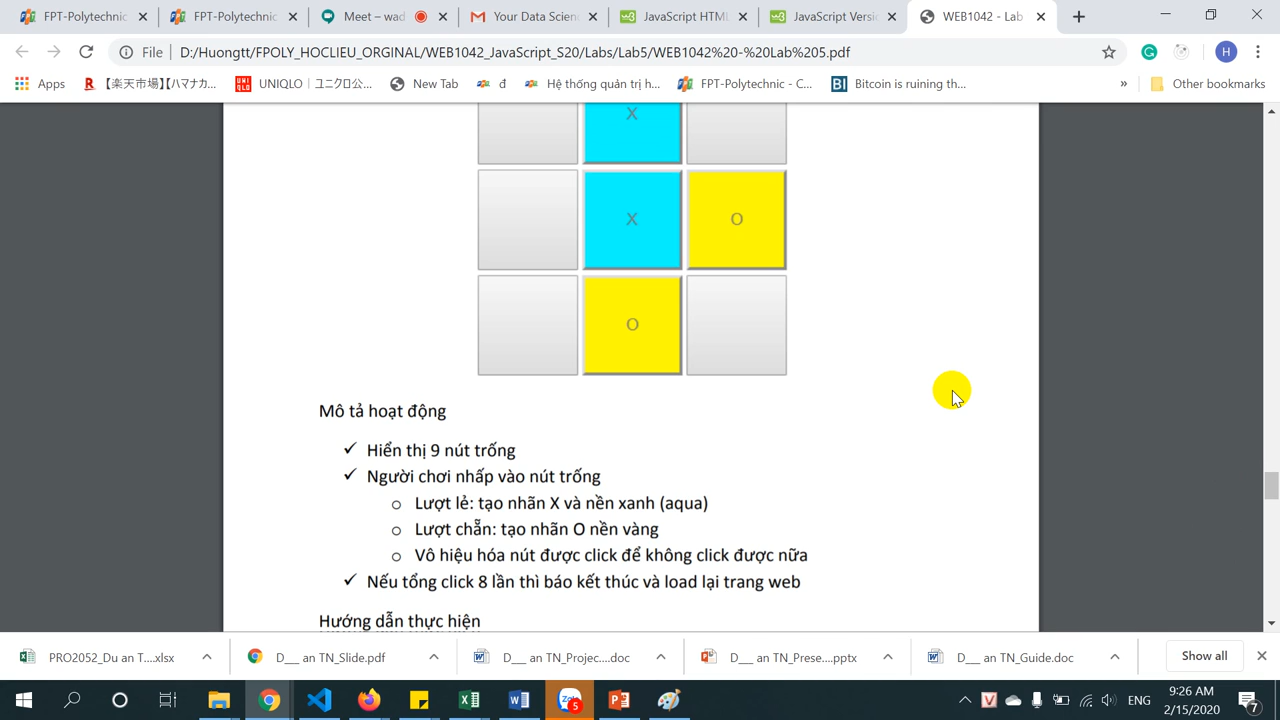 FPT-Polytechnic
FPT-Polytechnic
Meet – wad
Your Data Scien
JavaScript HTML
JavaScript Versio
WEB1042 - Lab
File
D:/Huongtt/FPOLY_HOCLIEU_ORGINAL/WEB1042_JavaScript_S20/Labs/Lab5/WEB1042%20-%20Lab%205.pdf
H
Apps
【楽天市場】【ハマナカ...
UNIQLO｜ユニクロ公...
New Tab
đ
Hệ thống quản trị h...
FPT-Polytechnic - C...
Bitcoin is ruining th...
»
Other bookmarks
X
X O
O
Mô tả hoạt động
Hiển thị 9 nút trống
Người chơi nhấp vào nút trống
Lượt lẻ: tạo nhãn X và nền xanh (aqua)
Lượt chẵn: tạo nhãn O nền vàng
Vô hiệu hóa nút được click để không click được nữa
Nếu tổng click 8 lần thì báo kết thúc và load lại trang web
Hướng dẫn thực hiện
PRO2052_Du an T....xlsx
D___ an TN_Slide.pdf
D___ an TN_Projec....doc
D___ an TN_Prese....pptx
D___ an TN_Guide.doc
Show all
5
ENG
9:26 AM
2/15/2020
7